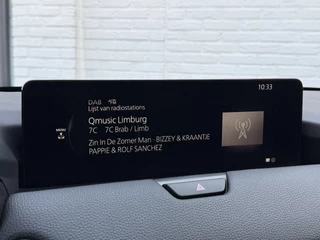 10:33
DAB
Lijst van radiostations
Qmusic Limburg
7C 7C Brab / Limb
Zin In De Zomer Man · BIZZEY & KRAANTJE
PAPPIE & ROLF SANCHEZ
MENU